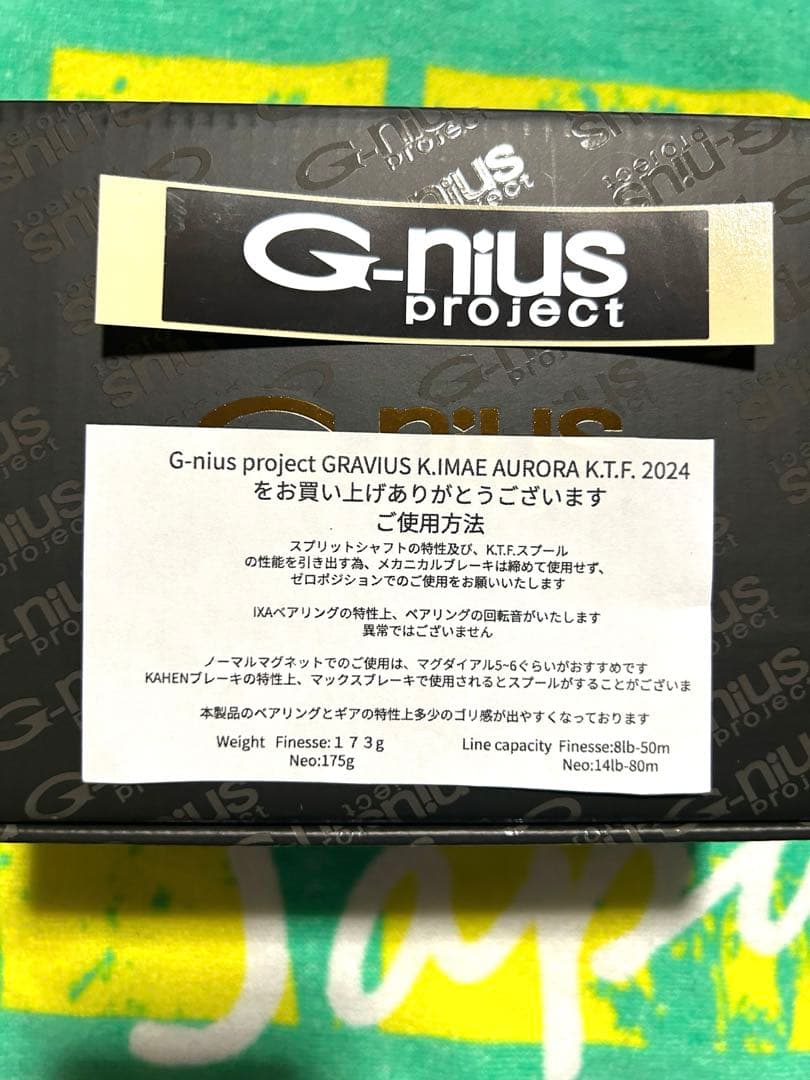 G-nius
project
G-nius
G-nius project GRAVIUS K.IMAE AURORA K.T.F. 2024
をお買い上げありがとうございます
ご使用方法
スプリットシャフトの特性及び、K.T.F.スプール
の性能を引き出す為、メカニカルブレーキは締めて使用せず、
ゼロポジションでのご使用をお願いいたします
IXAベアリングの特性上、ベアリングの回転音がいたします
異常ではございません
ノーマルマグネットでのご使用は、マグダイアル5~6ぐらいがおすすめです
KAHENブレーキの特性上、マックスブレーキで使用されるとスプールがすることがございま
本製品のベアリングとギアの特性上多少のゴリ感が出やすくなっております
Weight Finesse:１７３g
Neo:175g
Line capacity Finesse:8lb-50m
Neo:14lb-80m